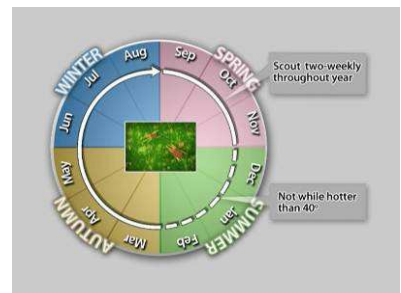 WINTER
SPRING
Aug
Sep
Jul
Oct
Jun
Nov
May
Dec
Apr
Jan
Mar
Feb
AUTUMN
SUMMER
Scout two-weekly
throughout year
Not while hotter
than 40°